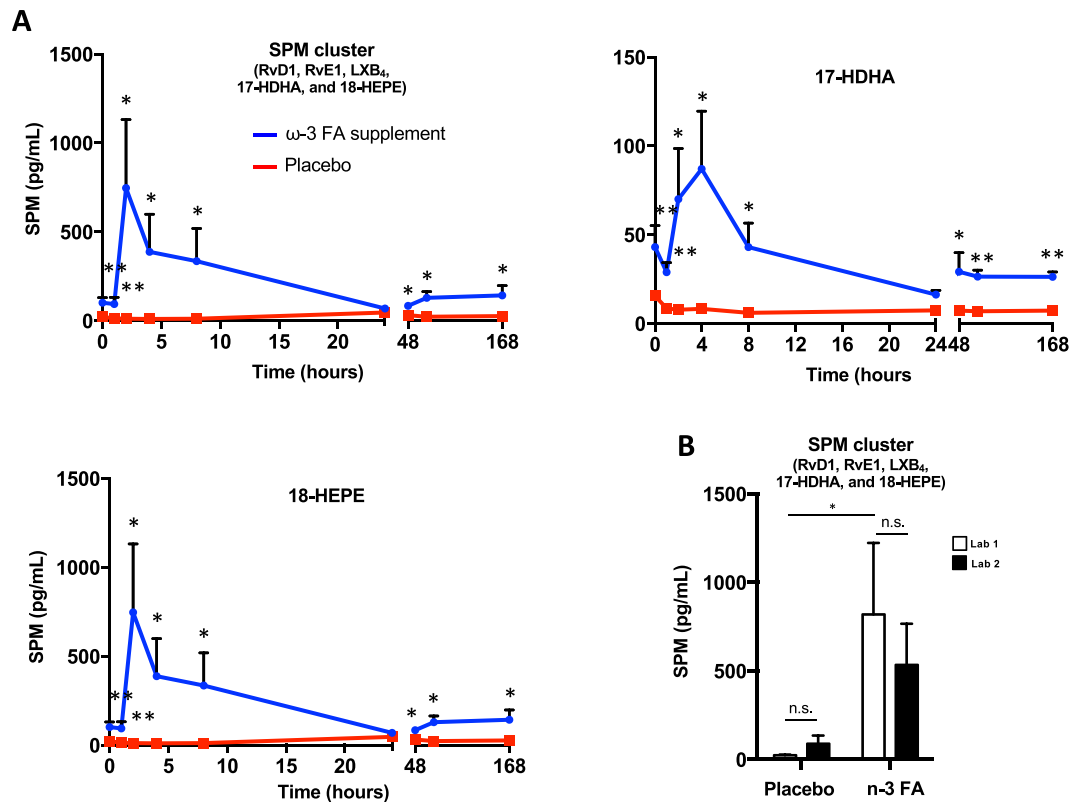 A
SPM cluster
(RvD1, RvE1, LXB₄,
17-HDHA, and 18-HEPE)
ω-3 FA supplement
Placebo
SPM (pg/mL)
1500
1000
500
0
* * * * * * * * * *
0 5 10 15 20 48 168
Time (hours)
17-HDHA
150
100
50
0
* * * * * * * * * * * *
0 4 8 12 16 20 24 48 168
Time (hours
18-HEPE
SPM (pg/mL)
1500
1000
500
0
* * * * * * * * * *
0 5 10 15 20 48 168
Time (hours)
B
SPM cluster
(RvD1, RvE1, LXB₄,
17-HDHA, and 18-HEPE)
SPM (pg/mL)
1500
1000
500
0
*
n.s.
n.s.
Lab 1
Lab 2
Placebo n-3 FA